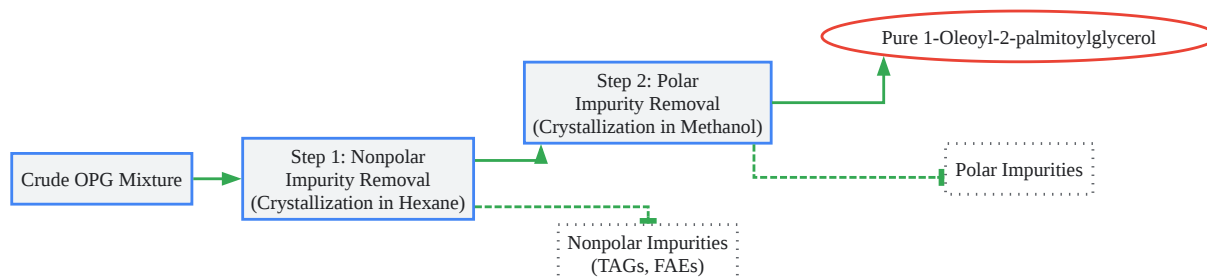 Crude OPG Mixture
Step 1: Nonpolar
Impurity Removal
(Crystallization in Hexane)
Nonpolar Impurities
(TAGs, FAEs)
Step 2: Polar
Impurity Removal
(Crystallization in Methanol)
Polar Impurities
Pure 1-Oleoyl-2-palmitoylglycerol